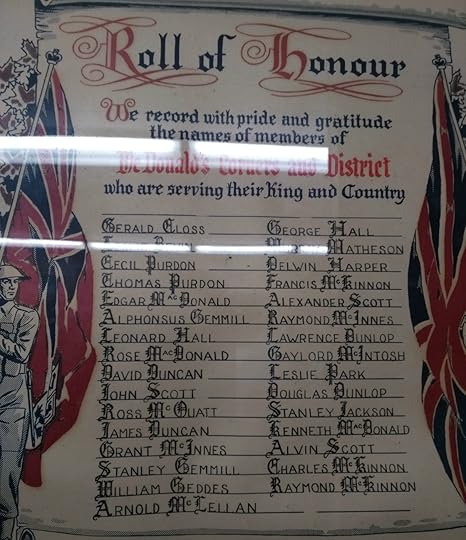 Roll of Honour
We record with pride and gratitude
the names of members of
McDonald's Corners and District
who are serving their King and Country
Gerald Closs
Cecil Purdon
Thomas Purdon
Edgar MacDonald
Alphonsus Gemmill
Leonard Hall
Rose MacDonald
David Duncan
John Scott
Ross McQuatt
James Duncan
Grant McInnes
Stanley Gemmill
William Geddes
Arnold McLellan
George Hall
Matheson
Delwin Harper
Francis McKinnon
Alexander Scott
Raymond McInnes
Lawrence Dunlop
Gaylord McIntosh
Leslie Park
Douglas Dunlop
Stanley Jackson
Kenneth MacDonald
Alvin Scott
Charles McKinnon
Raymond McKinnon